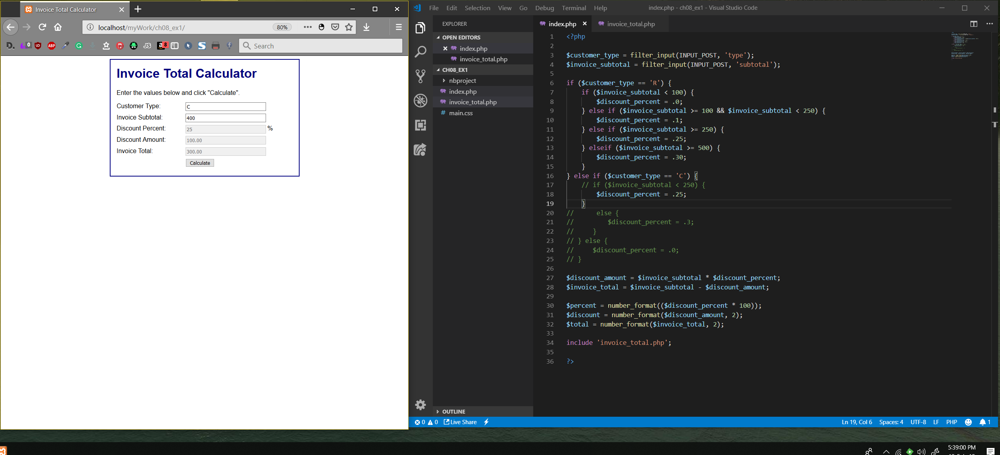 Invoice Total Calculator
localhost/myWork/ch08_ex1/
80%
0
ABP
JS
a 8
Search
Invoice Total Calculator
Enter the values below and click "Calculate".
Customer Type: C
Invoice Subtotal: 400
Discount Percent: 25 %
Discount Amount: 100.00
Invoice Total: 300.00
Calculate
File Edit Selection View Go Debug Terminal Help
index.php - ch08_ex1 - Visual Studio Code
EXPLORER
OPEN EDITORS
index.php
invoice_total.php
CH08_EX1
nbproject
index.php
invoice_total.php
# main.css
OUTLINE
index.php
invoice_total.php
1 <?php
2
3 $customer_type = filter_input(INPUT_POST, 'type');
4 $invoice_subtotal = filter_input(INPUT_POST, 'subtotal');
5
6 if ($customer_type == 'R') {
7     if ($invoice_subtotal < 100) {
8         $discount_percent = .0;
9     } else if ($invoice_subtotal >= 100 && $invoice_subtotal < 250) {
10         $discount_percent = .1;
11     } else if ($invoice_subtotal >= 250) {
12         $discount_percent = .25;
13     } elseif ($invoice_subtotal >= 500) {
14         $discount_percent = .30;
15     }
16 } else if ($customer_type == 'C') {
17     // if ($invoice_subtotal < 250) {
18         $discount_percent = .25;
19     }
20 //      else {
21 //         $discount_percent = .3;
22 //     }
23 // } else {
24 //     $discount_percent = .0;
25 // }
26
27 $discount_amount = $invoice_subtotal * $discount_percent;
28 $invoice_total = $invoice_subtotal - $discount_amount;
29
30 $percent = number_format(($discount_percent * 100));
31 $discount = number_format($discount_amount, 2);
32 $total = number_format($invoice_total, 2);
33
34 include 'invoice_total.php';
35
36 ?>
0 0 Live Share
Ln 19, Col 6 Spaces: 4 UTF-8 LF PHP 1
5:39:00 PM